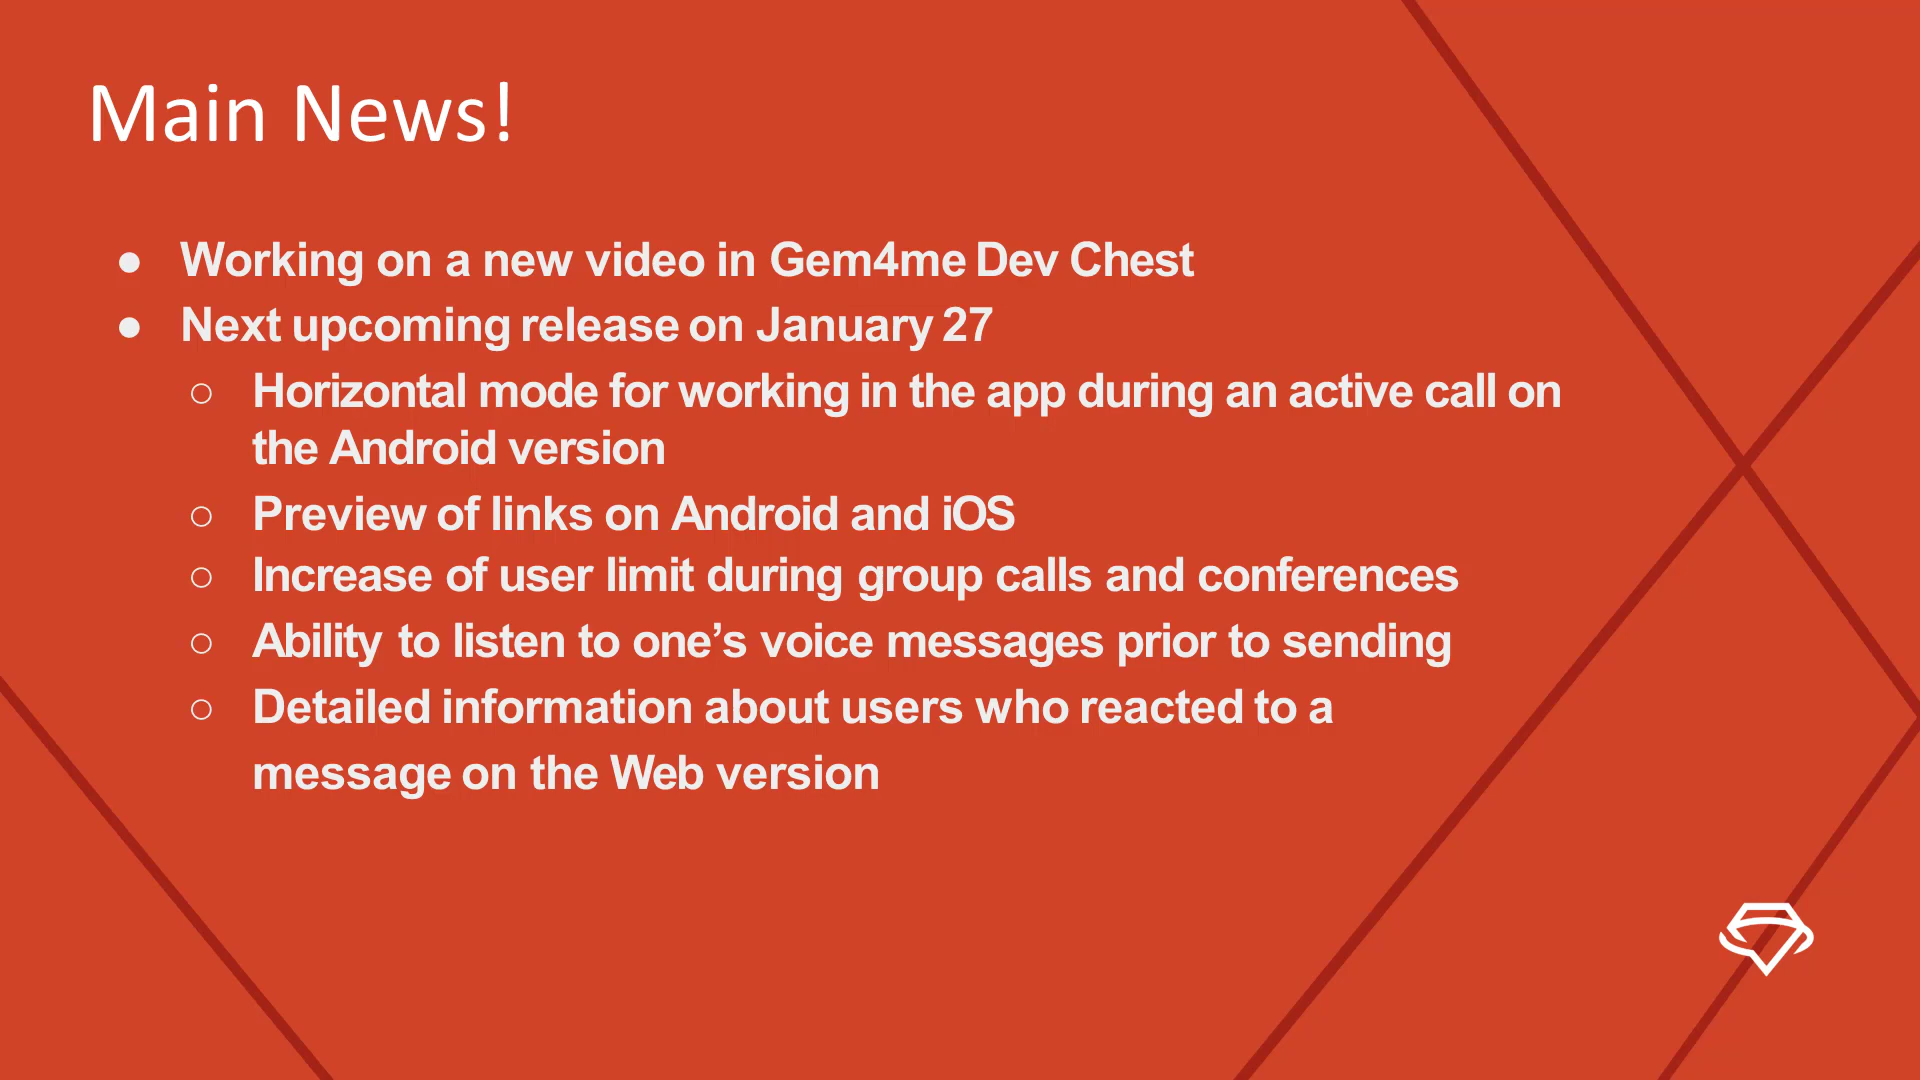 Main News!
● Working on a new video in Gem4me Dev Chest
● Next upcoming release on January 27
○ Horizontal mode for working in the app during an active call on
the Android version
○ Preview of links on Android and iOS
○ Increase of user limit during group calls and conferences
○ Ability to listen to one’s voice messages prior to sending
○ Detailed information about users who reacted to a
message on the Web version